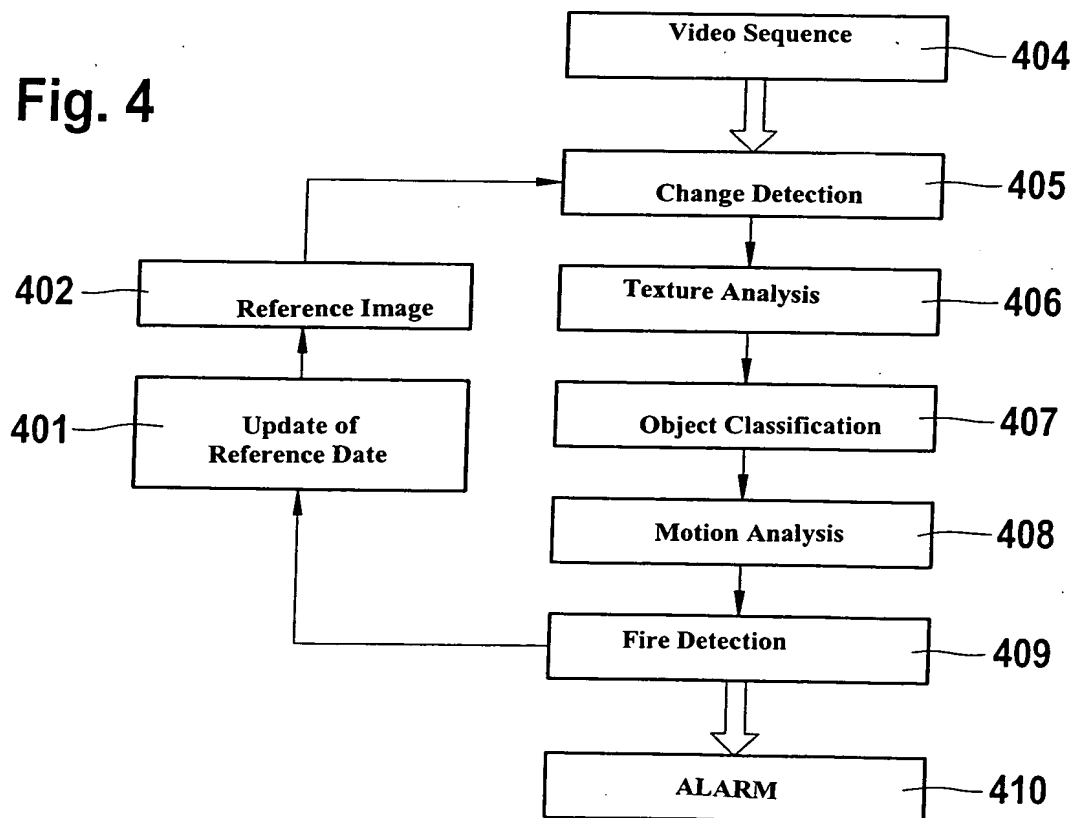 Fig. 4
Video Sequence
404
Change Detection
405
402
Reference Image
Texture Analysis
406
401
Update of
Reference Date
Object Classification
407
Motion Analysis
408
Fire Detection
409
ALARM
410